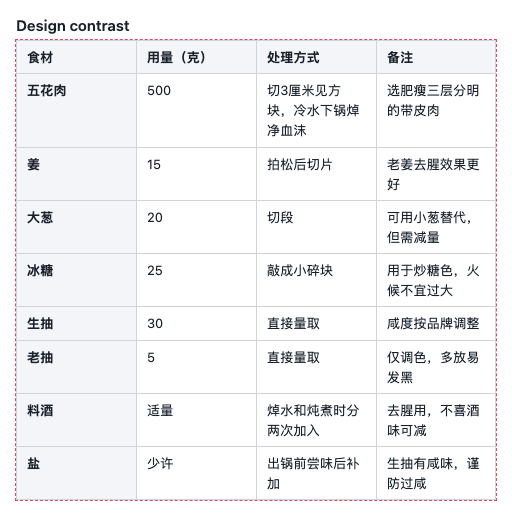 Design contrast
食材 用量（克） 处理方式 备注
五花肉 500 切3厘米见方 选肥瘦三层分明
块，冷水下锅焯 的带皮肉
净血沫
姜 15 拍松后切片 老姜去腥效果更
好
大葱 20 切段 可用小葱替代，
但需减量
冰糖 25 敲成小碎块 用于炒糖色，火
候不宜过大
生抽 30 直接量取 咸度按品牌调整
老抽 5 直接量取 仅调色，多放易
发黑
料酒 适量 焯水和炖煮时分 去腥用，不喜酒
两次加入 味可减
盐 少许 出锅前尝味后补 生抽有咸味，谨
加 防过咸